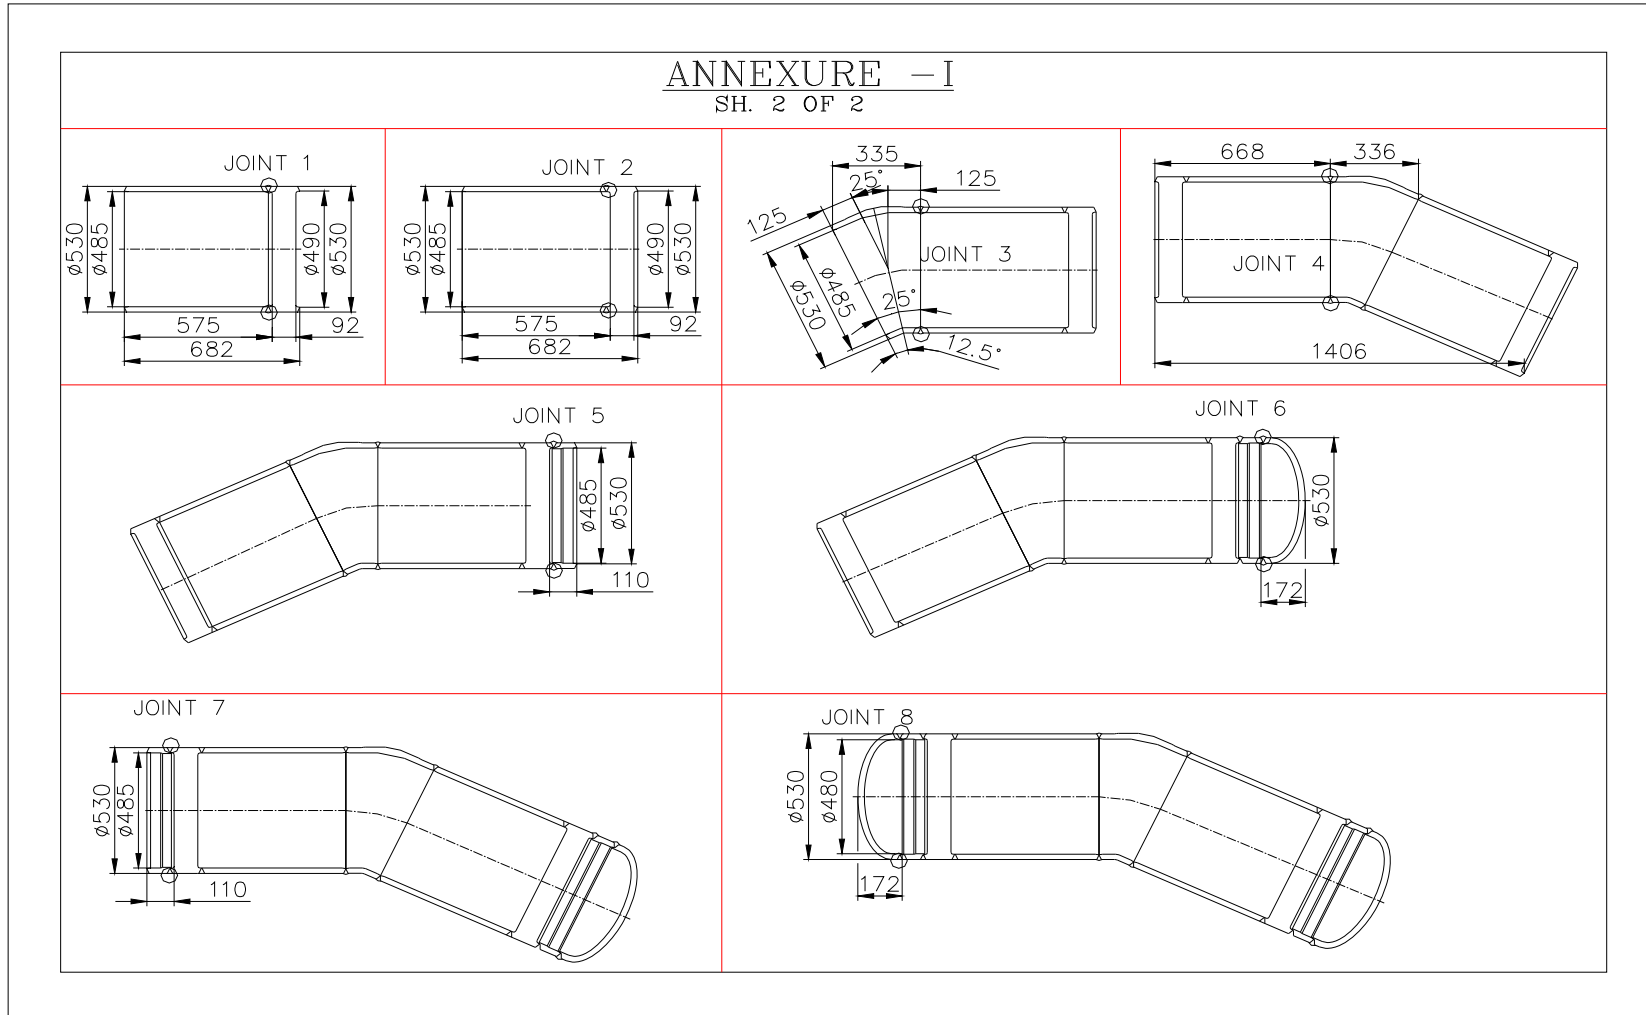 ANNEXURE -I
SH. 2 OF 2
JOINT 1
ø530
ø485
ø490
ø530
575
92
682
JOINT 2
ø530
ø485
ø490
ø530
575
92
682
335
25°
125
125
JOINT 3
ø485
ø530
25°
12.5°
668
336
JOINT 4
1406
JOINT 5
ø485
ø530
110
JOINT 6
ø530
172
JOINT 7
ø530
ø485
110
JOINT 8
ø530
ø480
172